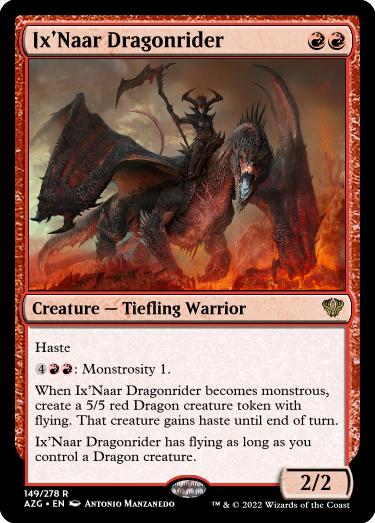 Ix'Naar Dragonrider
Creature — Tiefling Warrior
Haste
4: Monstrosity 1.
When Ix'Naar Dragonrider becomes monstrous,
create a 5/5 red Dragon creature token with
flying. That creature gains haste until end of turn.
Ix'Naar Dragonrider has flying as long as you
control a Dragon creature.
2/2
149/278 R
AZG • EN Antonio Manzanedo
™ & © 2022 Wizards of the Coast